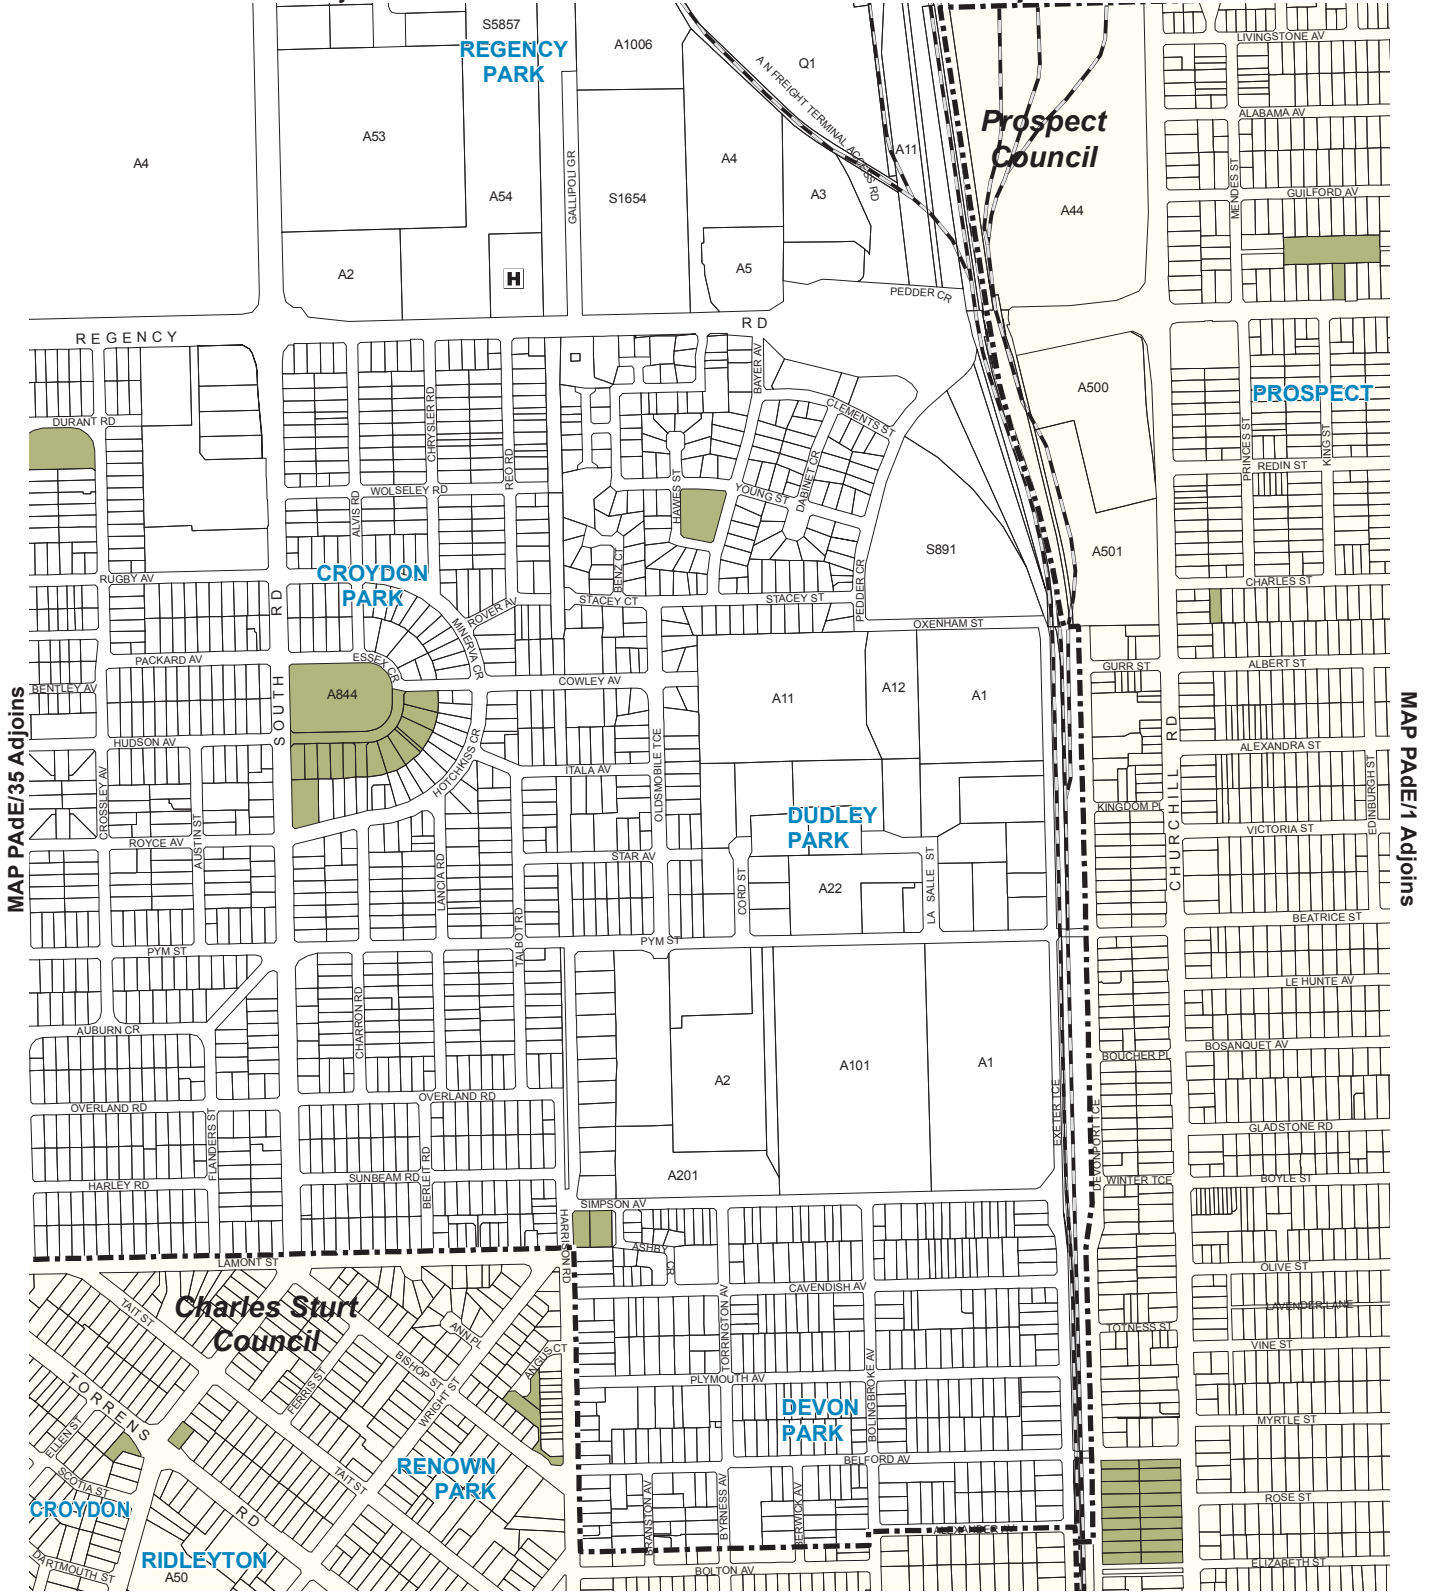 S5857
REGENCY
PARK
A1006
Q1
A N FREIGHT TERMINAL ACCESS RD
A11
Prospect
Council
LIVINGSTONE AV
ALABAMA AV
MENDES ST
GUILFORD AV
A53
A4
A54
GALLIPOLI GR
S1654
A4
A3
A44
A2
H
A5
PEDDER CR
REGENCY
RD
DURANT RD
CHRYSLER RD
BAYER AV
CLEMENTS ST
A500
PROSPECT
PRINCES ST
KING ST
REDIN ST
REO RD
WOLSELEY RD
ALVIS RD
HAWES ST
YOUNG ST
DABINET CR
S891
A501
RUGBY AV
CROYDON
PARK
BENZ CT
STACEY CT
STACEY ST
PEDDER CR
OXENHAM ST
CHARLES ST
ROVER AV
MINERVA CR
ESSEX CR
PACKARD AV
BENTLEY AV
SOUTH
RD
A844
COWLEY AV
A11
A12
A1
GURR ST
ALBERT ST
MAP PAdE/35 Adjoins
MAP PAdE/1 Adjoins
HUDSON AV
CROSSLEY AV
AUSTIN ST
HOTCHKISS CR
ITALA AV
OLDSMOBILE TCE
CHURCHILL
RD
ALEXANDRA ST
EDINBURGH ST
KINGDOM PL
VICTORIA ST
DUDLEY
PARK
ROYCE AV
LANCIA RD
STAR AV
CORD ST
A22
LA SALLE ST
BEATRICE ST
TALBOT RD
PYM ST
PYM ST
LE HUNTE AV
CHARRON RD
AUBURN CR
BOSANQUET AV
BOUCHER PL
A2
A101
A1
OVERLAND RD
OVERLAND RD
FLANDERS ST
EXETER TCE
DEVONPORT TCE
GLADSTONE RD
HARLEY RD
SUNBEAM RD
BERLEIT RD
A201
WINTER TCE
BOYLE ST
SIMPSON AV
HARRISON RD
ASHBY
CR
LAMONT ST
OLIVE ST
CAVENDISH AV
LAVENDER LANE
Charles Sturt
Council
TAIT ST
ANN PL
BISHOP ST
ANGUS CT
TORRINGTON AV
BOLINGBROKE AV
TOTNESS ST
VINE ST
FERRIS ST
WRIGHT ST
PLYMOUTH AV
TORRENS
RD
DEVON
PARK
MYRTLE ST
ELLEN ST
SCOTIA ST
TAIT ST
RENOWN
PARK
BELFORD AV
CROYDON
BRANSTON AV
BYRNESS AV
BERWICK AV
ROSE ST
ALEXANDER AV
DARTMOUTH ST
RIDLEYTON
A50
BOLTON AV
ELIZABETH ST